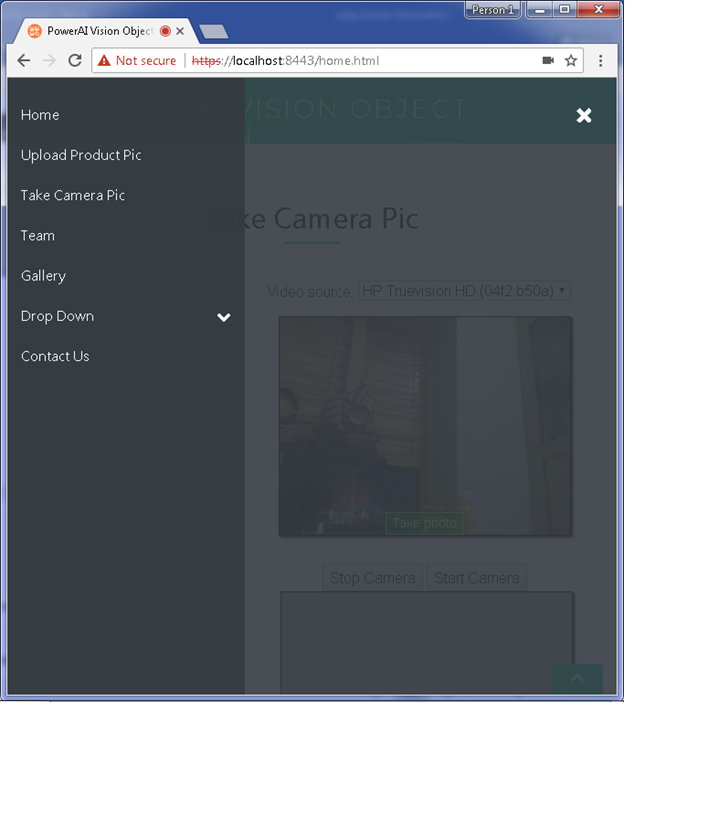 Person 1
PowerAI Vision Object
Not secure
https://localhost:8443/home.html
VISION OBJECT
Home
Upload Product Pic
Take Camera Pic
Team
Gallery
Drop Down
Contact Us
Take Camera Pic
Video source: HP Truevision HD (04f2:b50a)
Take photo
Stop Camera Start Camera